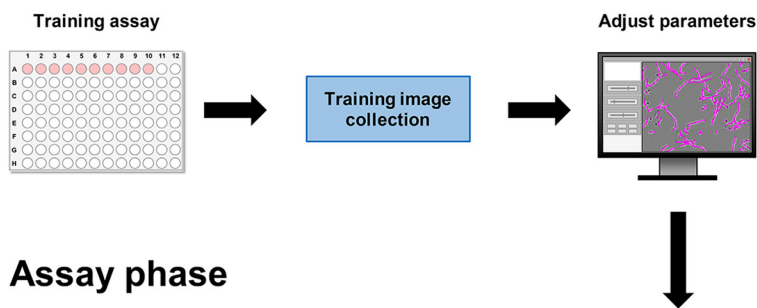 Training assay
Adjust parameters
1 2 3 4 5 6 7 8 9 10 11 12
A
B
C
D
E
F
G
H
Training image
collection
Assay phase